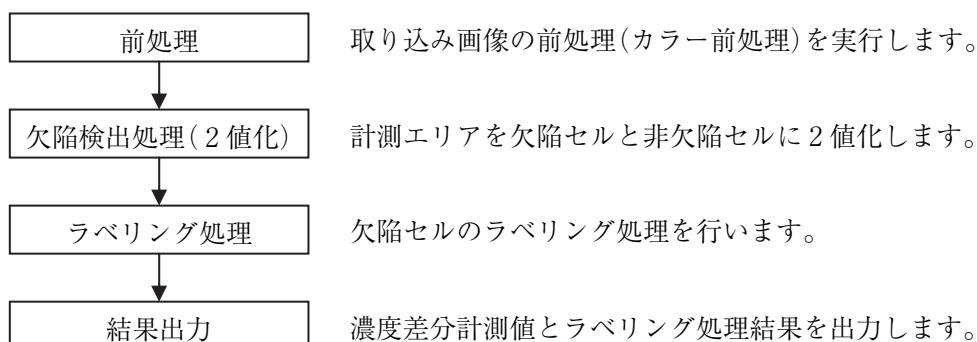 前処理 取り込み画像の前処理(カラー前処理)を実行します。
欠陥検出処理(2値化) 計測エリアを欠陥セルと非欠陥セルに2値化します。
ラベリング処理 欠陥セルのラベリング処理を行います。
結果出力 濃度差分計測値とラベリング処理結果を出力します。